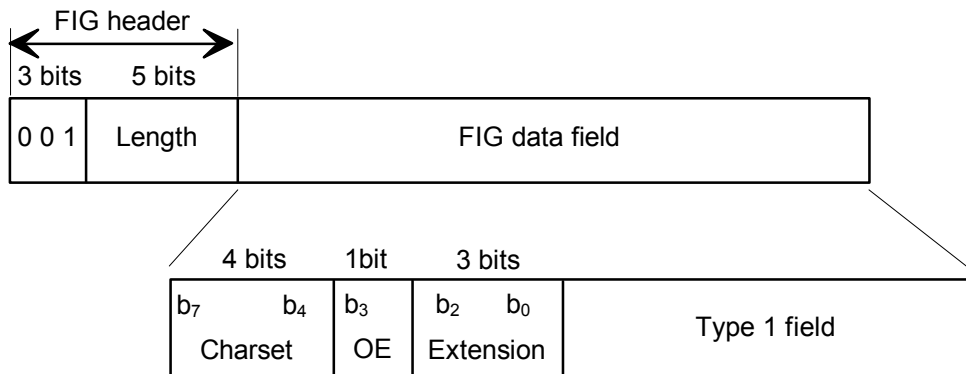 FIG header
3 bits 5 bits
0 0 1 Length FIG data field
4 bits 1bit 3 bits
b7 b4 b3 b2 b0
Charset OE Extension Type 1 field